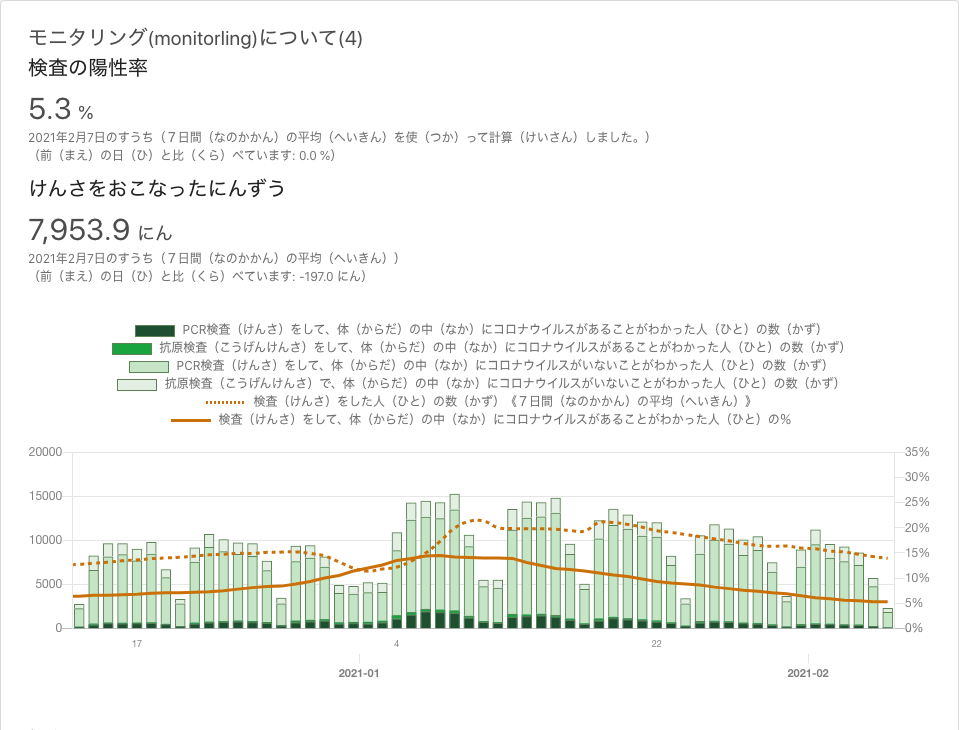 モニタリング(monitorling)について(4)
検査の陽性率
5.3 %
2021年2月7日のすうち（７日間（なのかかん）の平均（へいきん）を使（つか）って計算（けいさん）しました。）
（前（まえ）の日（ひ）と比（くら）べています: 0.0 %）
けんさをおこなったにんずう
7,953.9 にん
2021年2月7日のすうち（７日間（なのかかん）の平均（へいきん））
（前（まえ）の日（ひ）と比（くら）べています: -197.0 にん）
PCR検査（けんさ）をして、体（からだ）の中（なか）にコロナウイルスがあることがわかった人（ひと）の数（かず）
抗原検査（こうげんけんさ）をして、体（からだ）の中（なか）にコロナウイルスがあることがわかった人（ひと）の数（かず）
PCR検査（けんさ）をして、体（からだ）の中（なか）にコロナウイルスがいないことがわかった人（ひと）の数（かず）
抗原検査（こうげんけんさ）で、体（からだ）の中（なか）にコロナウイルスがいないことがわかった人（ひと）の数（かず）
検査（けんさ）をした人（ひと）の数（かず）《７日間（なのかかん）の平均（へいきん）》
検査（けんさ）をして、体（からだ）の中（なか）にコロナウイルスがあることがわかった人（ひと）の%
20000 35%
30%
15000 25%
20%
10000 15%
5000 10%
5%
0 0%
17 4 22
2021-01 2021-02